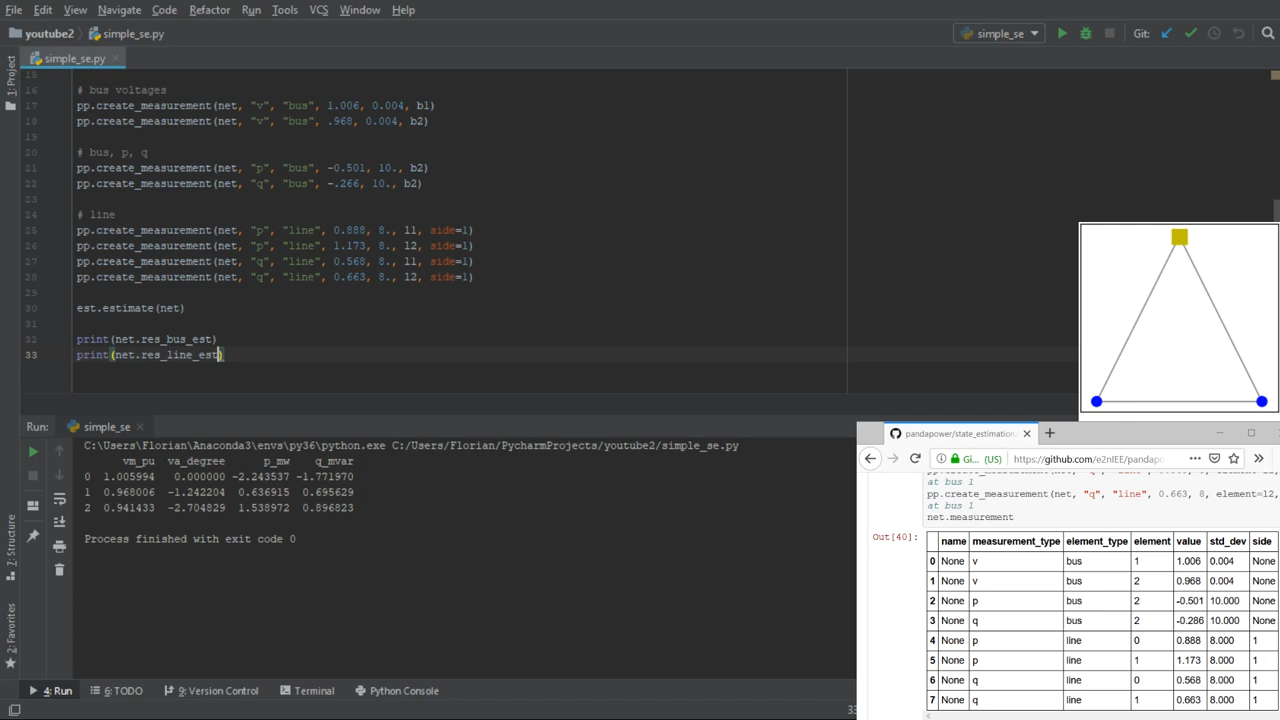 File Edit View Navigate Code Refactor Run Tools VCS Window Help
youtube2 simple_se.py simple_se Git:
simple_se.py
1: Project
15
16 # bus voltages
17 pp.create_measurement(net, "v", "bus", 1.006, 0.004, b1)
18 pp.create_measurement(net, "v", "bus", .968, 0.004, b2)
19
20 # bus, p, q
21 pp.create_measurement(net, "p", "bus", -0.501, 10., b2)
22 pp.create_measurement(net, "q", "bus", -.266, 10., b2)
23
24 # line
25 pp.create_measurement(net, "p", "line", 0.888, 8., l1, side=1)
26 pp.create_measurement(net, "p", "line", 1.173, 8., l2, side=1)
27 pp.create_measurement(net, "q", "line", 0.568, 8., l1, side=1)
28 pp.create_measurement(net, "q", "line", 0.663, 8., l2, side=1)
29
30 est.estimate(net)
31
32 print(net.res_bus_est)
33 print(net.res_line_est)
Run: simple_se
C:\Users\Florian\Anaconda3\envs\py36\python.exe C:/Users/Florian/PycharmProjects/youtube2/simple_se.py
vm_pu va_degree p_mw q_mvar
0 1.005994 0.000000
1 0.968006 -1.242204 0.636915 0.695629
2 0.941433 -2.704829 1.538972 0.896823
Process finished with exit code 0
7: Structure
2: Favorites
4: Run 6: TODO 9: Version Control Terminal Python Console
pandapower/state_estimation.
Gi... (US) https://github.com/e2nIEE/pandap
at bus 1
pp.create_measurement(net, "q", "line", 0.663, 8, element=l2,
at bus 1
net.measurement
Out[40]:
name measurement_type element_type element value std_dev side
0 None v bus 1 1.006 0.004 None
1 None v bus 2 0.968 0.004 None
2 None p bus 2 -0.501 10.000 None
3 None q bus 2 -0.286 10.000 None
4 None p line 0 0.888 8.000 1
5 None p line 1 1.173 8.000 1
6 None q line 0 0.568 8.000 1
7 None q line 1 0.663 8.000 1